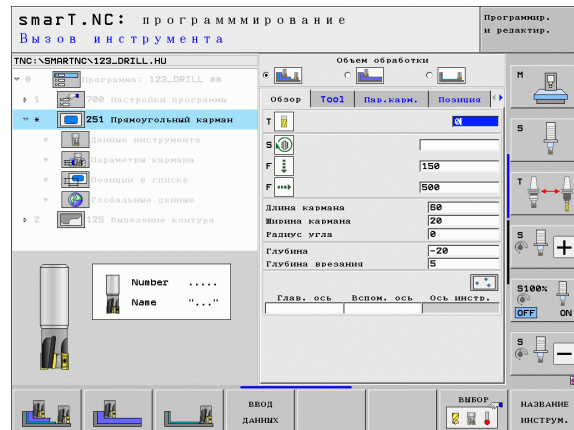 smarT.NC: программмирование
Программир. и редактир.
Вызов инструмента
TNC:\SMARTNC\123_DRILL.HU
0 Программа: 123_DRILL мм
1 700 Настройки программы
* 251 Прямоугольный карман
* Данные инструмента
* Параметры кармана
* Позиции в списке
* Глобальные данные
2 125 Выделение контура
Number .....
Name "..."
Объем обработки
Обзор Tool Пар.карм. Позиция
T 0
S
F 150
F 500
Длина кармана 60
Ширина кармана 20
Радиус угла 0
Глубина -20
Глубина врезания 5
Глав. ось Вспом. ось Ось инстр.
M
S
T
S
S100%
OFF ON
S
ВВОД ДАННЫХ
ВЫБОР
НАЗВАНИЕ ИНСТРУМ.